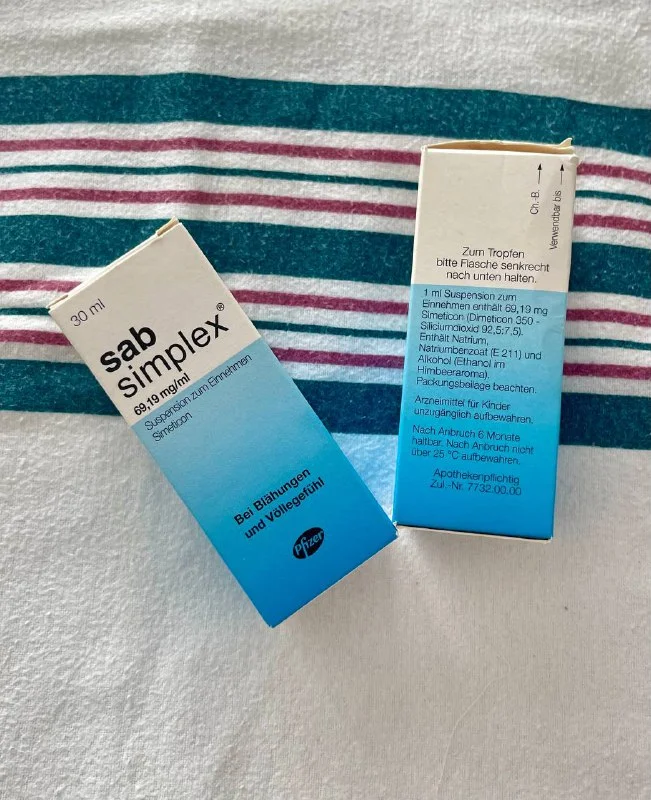 30 ml
sab
simplex®
69,19 mg/ml
Suspension zum Einnehmen
Simeticon
Bei Blähungen
und Völlegefühl
Pfizer
Ch.-B.
Verwendbar bis
Zum Tropfen
bitte Flasche senkrecht
nach unten halten.
1 ml Suspension zum
Einnehmen enthält 69,19 mg
Simeticon (Dimeticon 350 -
Siliciumdioxid 92,5:7,5).
Enthält Natrium,
Natriumbenzoat (E 211) und
Alkohol (Ethanol im
Himbeeraroma).
Packungsbeilage beachten.
Arzneimittel für Kinder
unzugänglich aufbewahren.
Nach Anbruch 6 Monate
haltbar. Nach Anbruch nicht
über 25 °C aufbewahren.
Apothekenpflichtig
Zul.-Nr. 7732.00.00